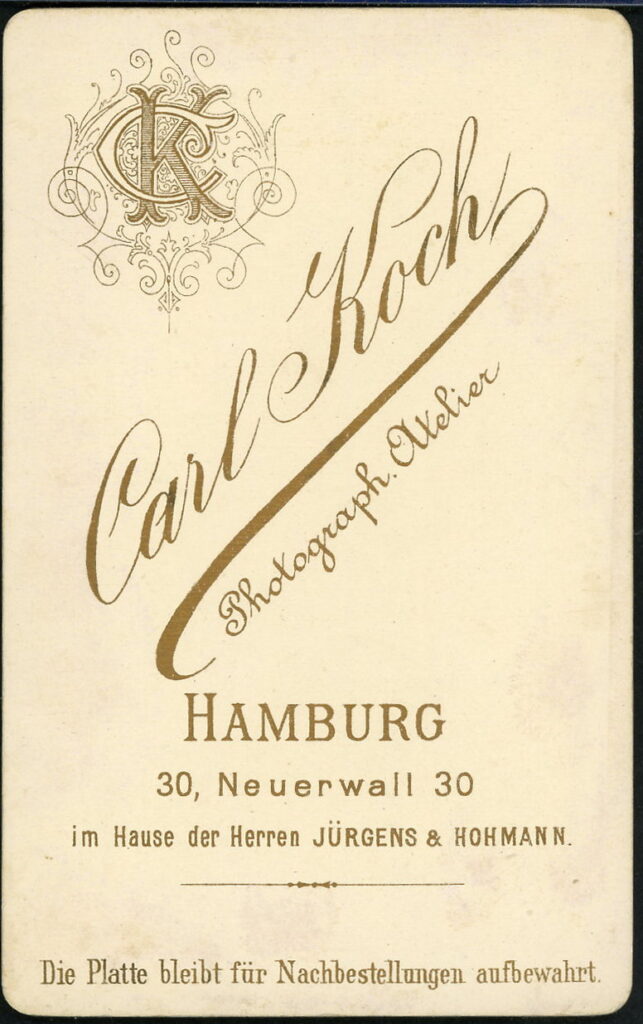 CK
Carl Koch
Photograph. Atelier
HAMBURG
30, Neuerwall 30
im Hause der Herren JÜRGENS & HOHMANN.
Die Platte bleibt für Nachbestellungen aufbewahrt.